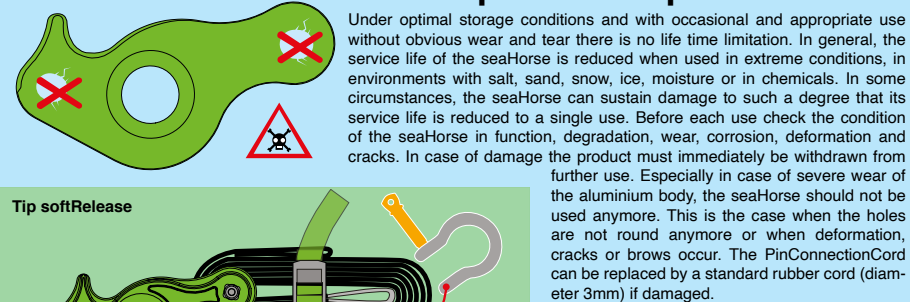 Under optimal storage conditions and with occasional and appropriate use
without obvious wear and tear there is no life time limitation. In general, the
service life of the seaHorse is reduced when used in extreme conditions, in
environments with salt, sand, snow, ice, moisture or in chemicals. In some
circumstances, the seaHorse can sustain damage to such a degree that its
service life is reduced to a single use. Before each use check the condition
of the seaHorse in function, degradation, wear, corrosion, deformation and
cracks. In case of damage the product must immediately be withdrawn from
further use. Especially in case of severe wear of
the aluminium body, the seaHorse should not be
used anymore. This is the case when the holes
are not round anymore or when deformation,
cracks or brows occur. The PinConnectionCord
can be replaced by a standard rubber cord (diam-
eter 3mm) if damaged.
Tip softRelease